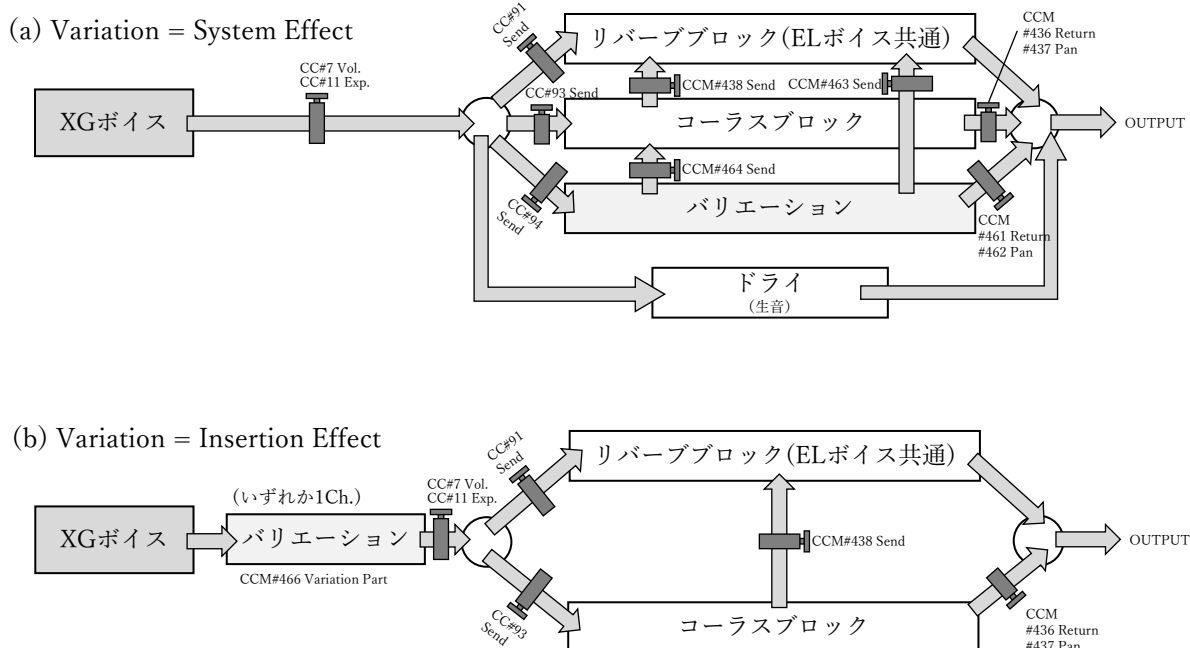 (a) Variation = System Effect
XGボイス
CC#7 Vol.
CC#11 Exp.
CC#91
Send
CC#93 Send
CC#94
Send
リバーブブロック(ELボイス共通)
CCM#438 Send
CCM#463 Send
コーラスブロック
CCM#464 Send
バリエーション
ドライ
(生音)
CCM
#436 Return
#437 Pan
CCM
#461 Return
#462 Pan
OUTPUT
(b) Variation = Insertion Effect
XGボイス
(いずれか1Ch.)
バリエーション
CCM#466 Variation Part
CC#7 Vol.
CC#11 Exp.
CC#91
Send
CC#93
Send
リバーブブロック(ELボイス共通)
CCM#438 Send
コーラスブロック
CCM
#436 Return
#437 Pan
OUTPUT